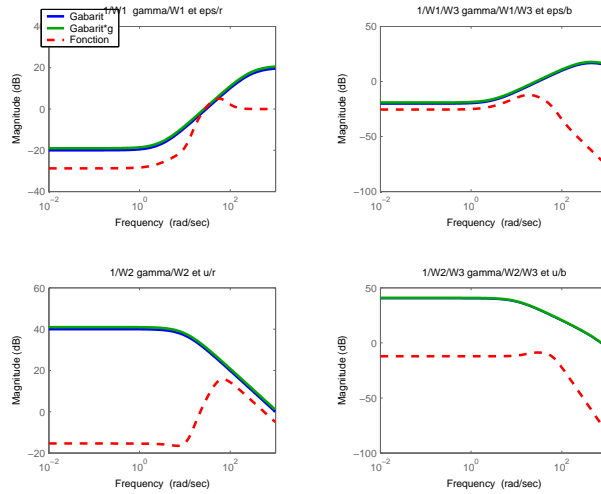 1/W1 gamma/W1 et eps/r
Gabarit
Gabarit*g
Fonction
40
20
0
-20
-40
Magnitude (dB)
10^-2
10^0
10^2
Frequency (rad/sec)
1/W1/W3 gamma/W1/W3 et eps/b
50
0
-50
-100
Magnitude (dB)
10^-2
10^0
10^2
Frequency (rad/sec)
1/W2 gamma/W2 et u/r
60
40
20
0
-20
Magnitude (dB)
10^-2
10^0
10^2
Frequency (rad/sec)
1/W2/W3 gamma/W2/W3 et u/b
50
0
-50
-100
Magnitude (dB)
10^-2
10^0
10^2
Frequency (rad/sec)